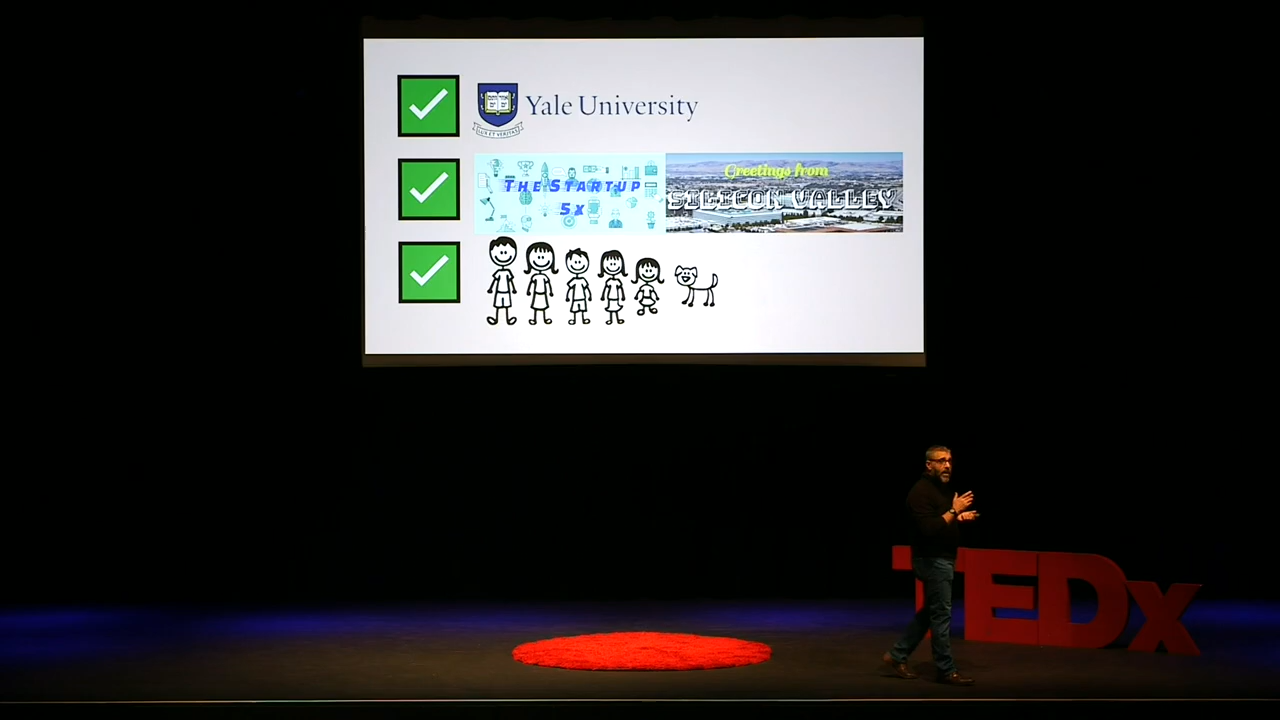 Yale University
LUX ET VERITAS
THE STARTUP
5X
Greetings from
SILICON VALLEY
TEDx